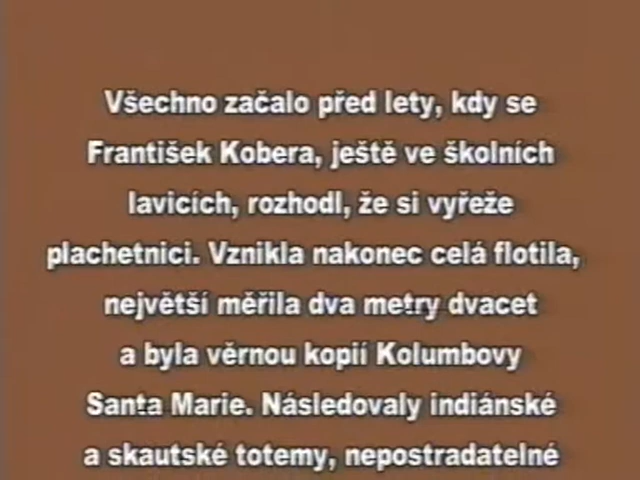 Všechno začalo před lety, kdy se
František Kobera, ještě ve školních
lavicích, rozhodl, že si vyřeže
plachetnici. Vznikla nakonec celá flotila,
největší měřila dva metry dvacet
a byla věrnou kopií Kolumbovy
Santa Marie. Následovaly indiánské
a skautské totemy, nepostradatelné